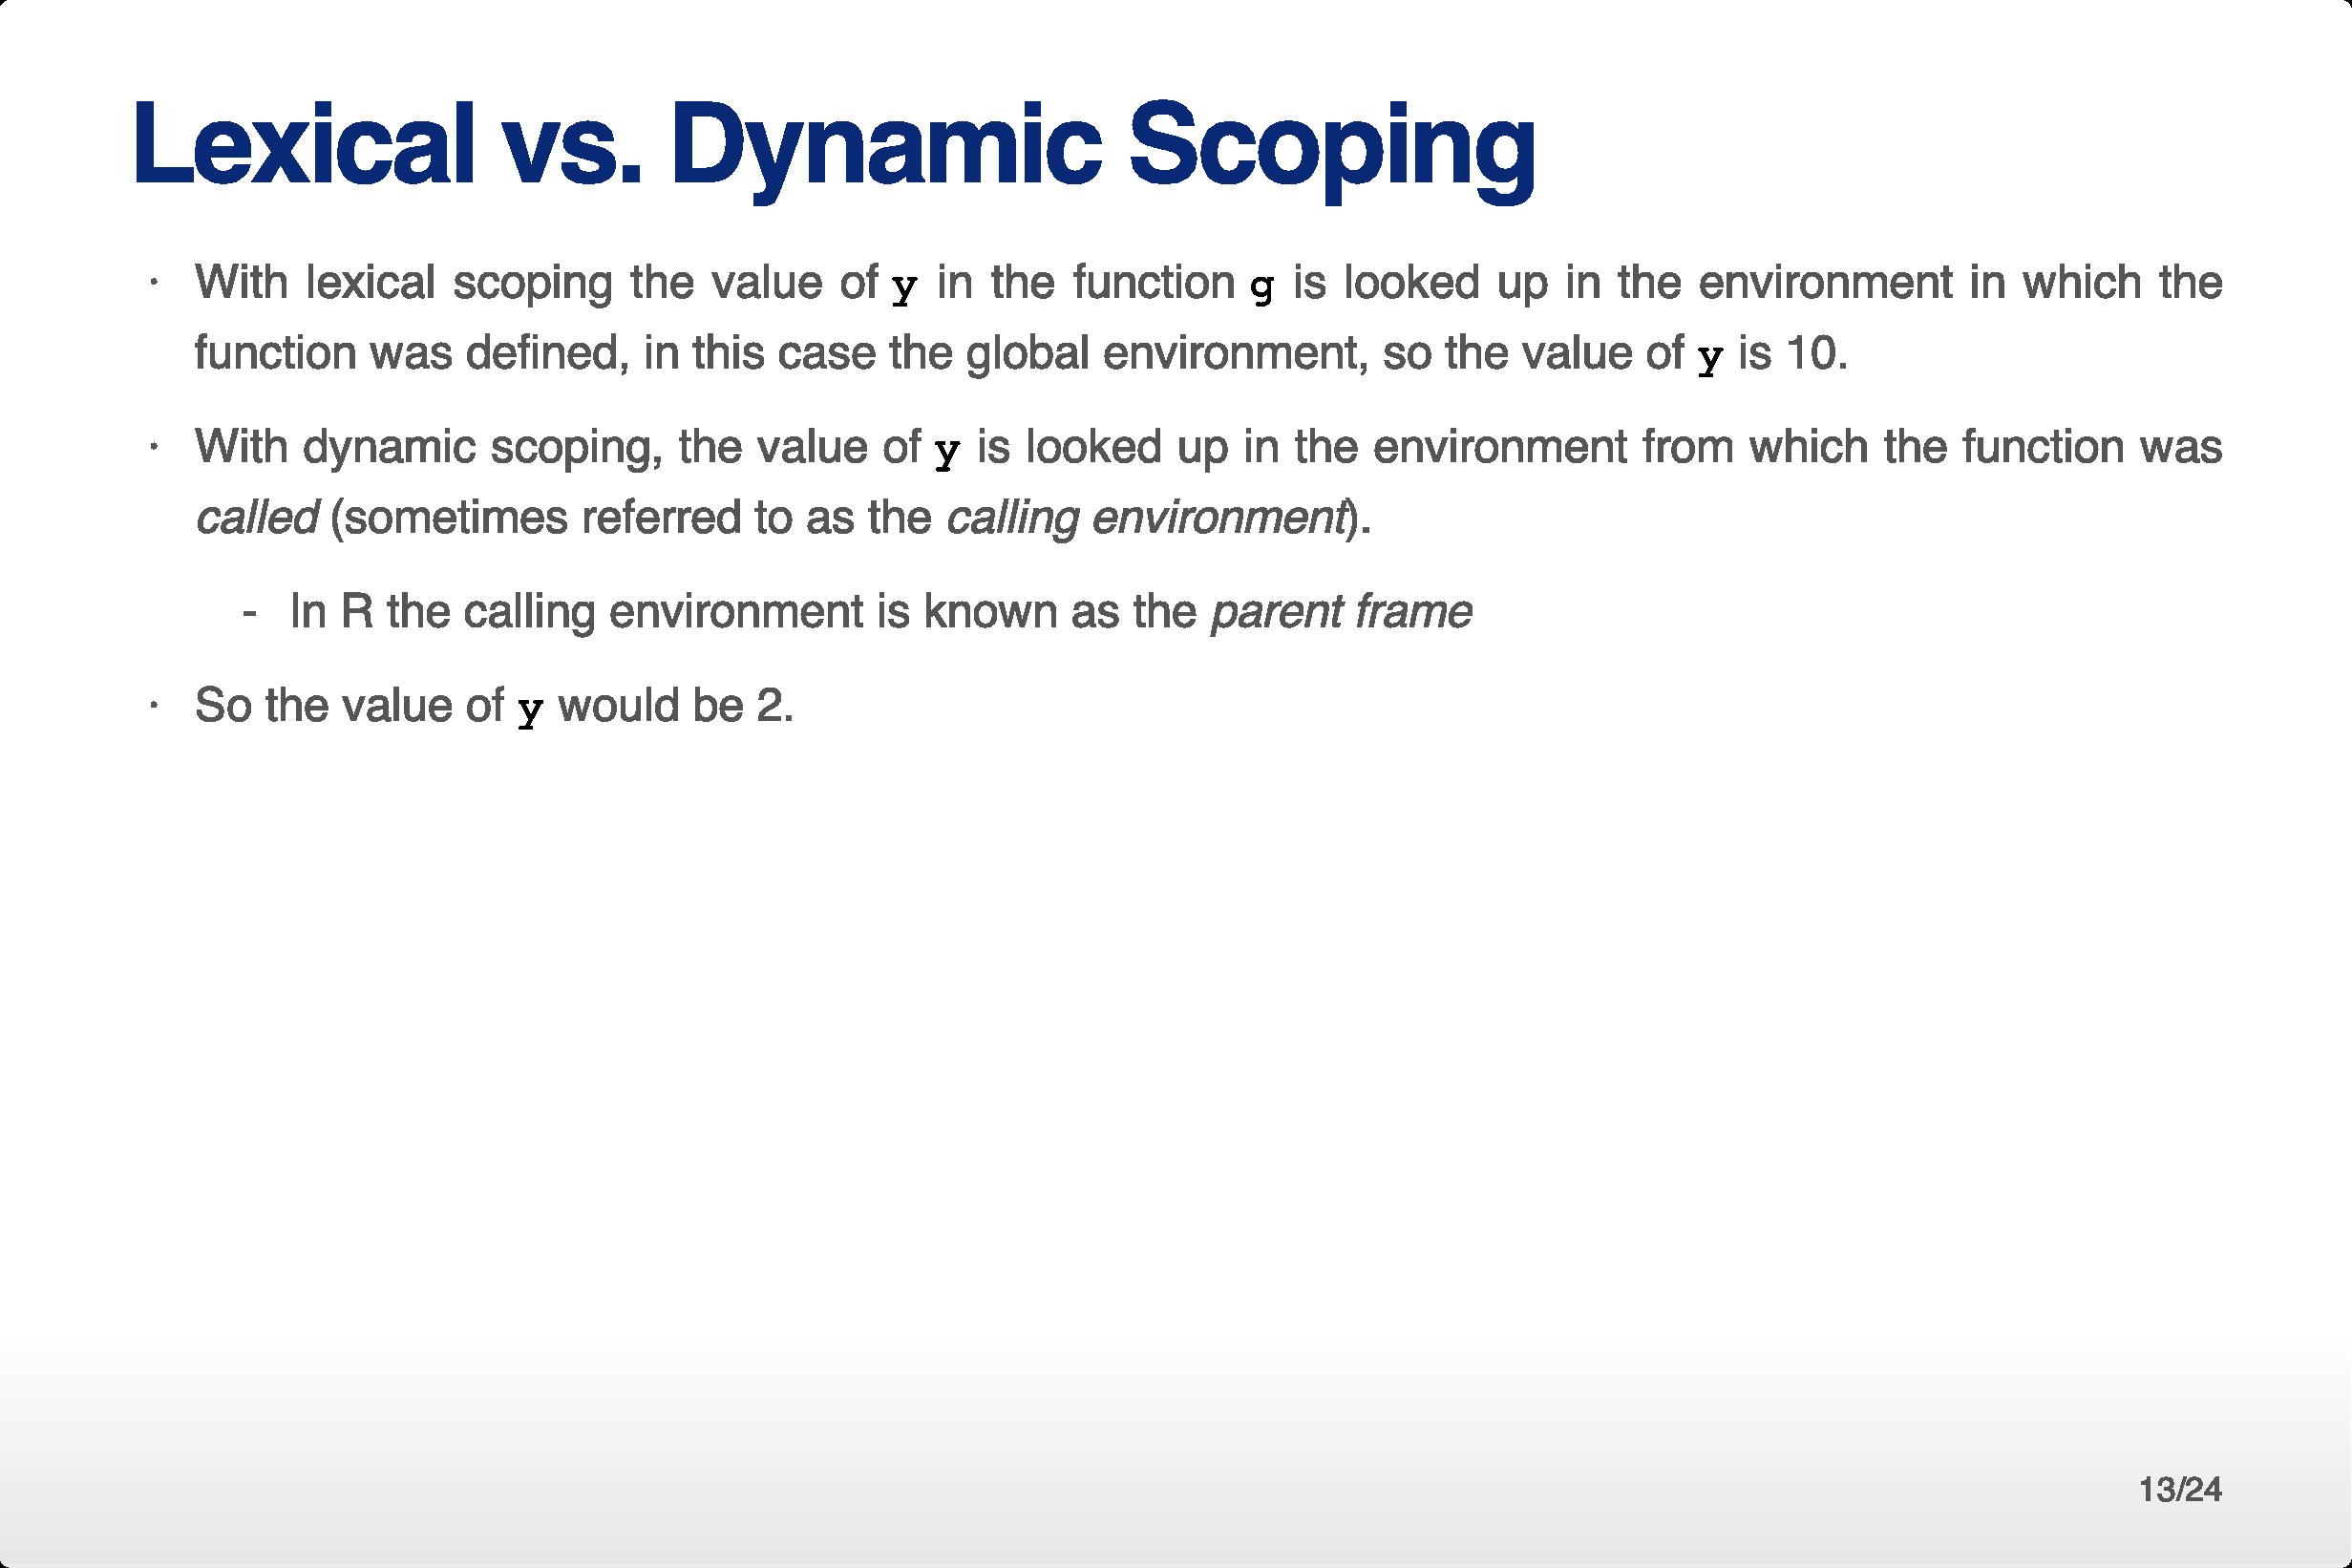 Lexical vs. Dynamic Scoping
· With lexical scoping the value of y in the function g is looked up in the environment in which the
function was defined, in this case the global environment, so the value of y is 10.
· With dynamic scoping, the value of y is looked up in the environment from which the function was
called (sometimes referred to as the calling environment).
- In R the calling environment is known as the parent frame
· So the value of y would be 2.
13/24